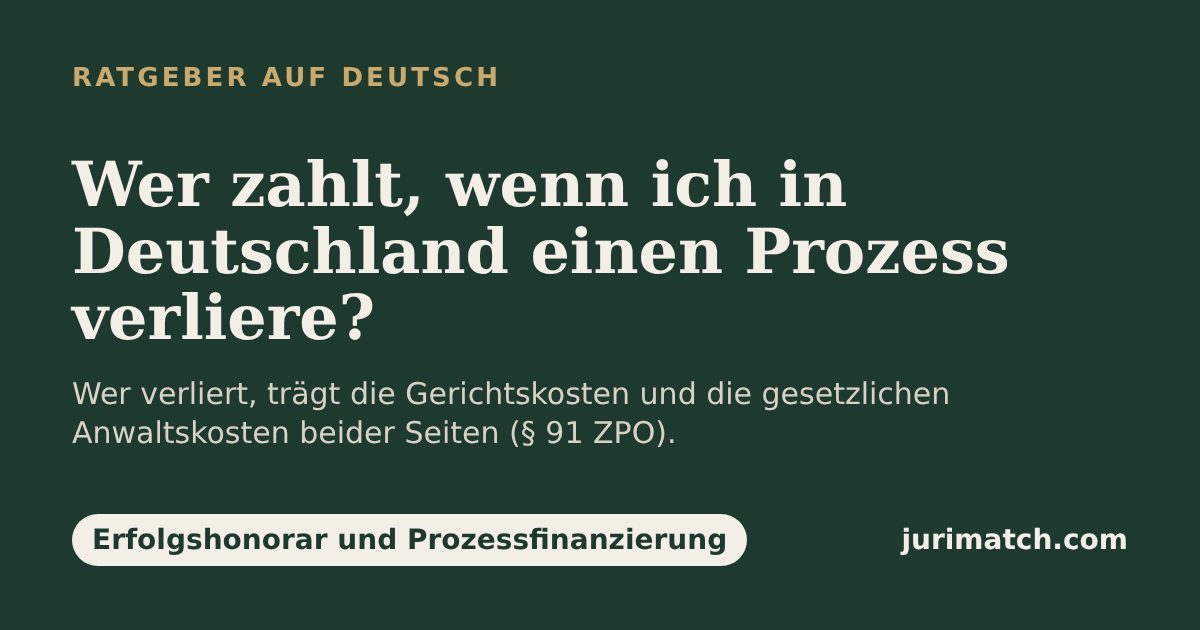 RATGEBER AUF DEUTSCH
Wer zahlt, wenn ich in
Deutschland einen Prozess
verliere?
Wer verliert, trägt die Gerichtskosten und die gesetzlichen
Anwaltskosten beider Seiten (§ 91 ZPO).
Erfolgshonorar und Prozessfinanzierung
jurimatch.com